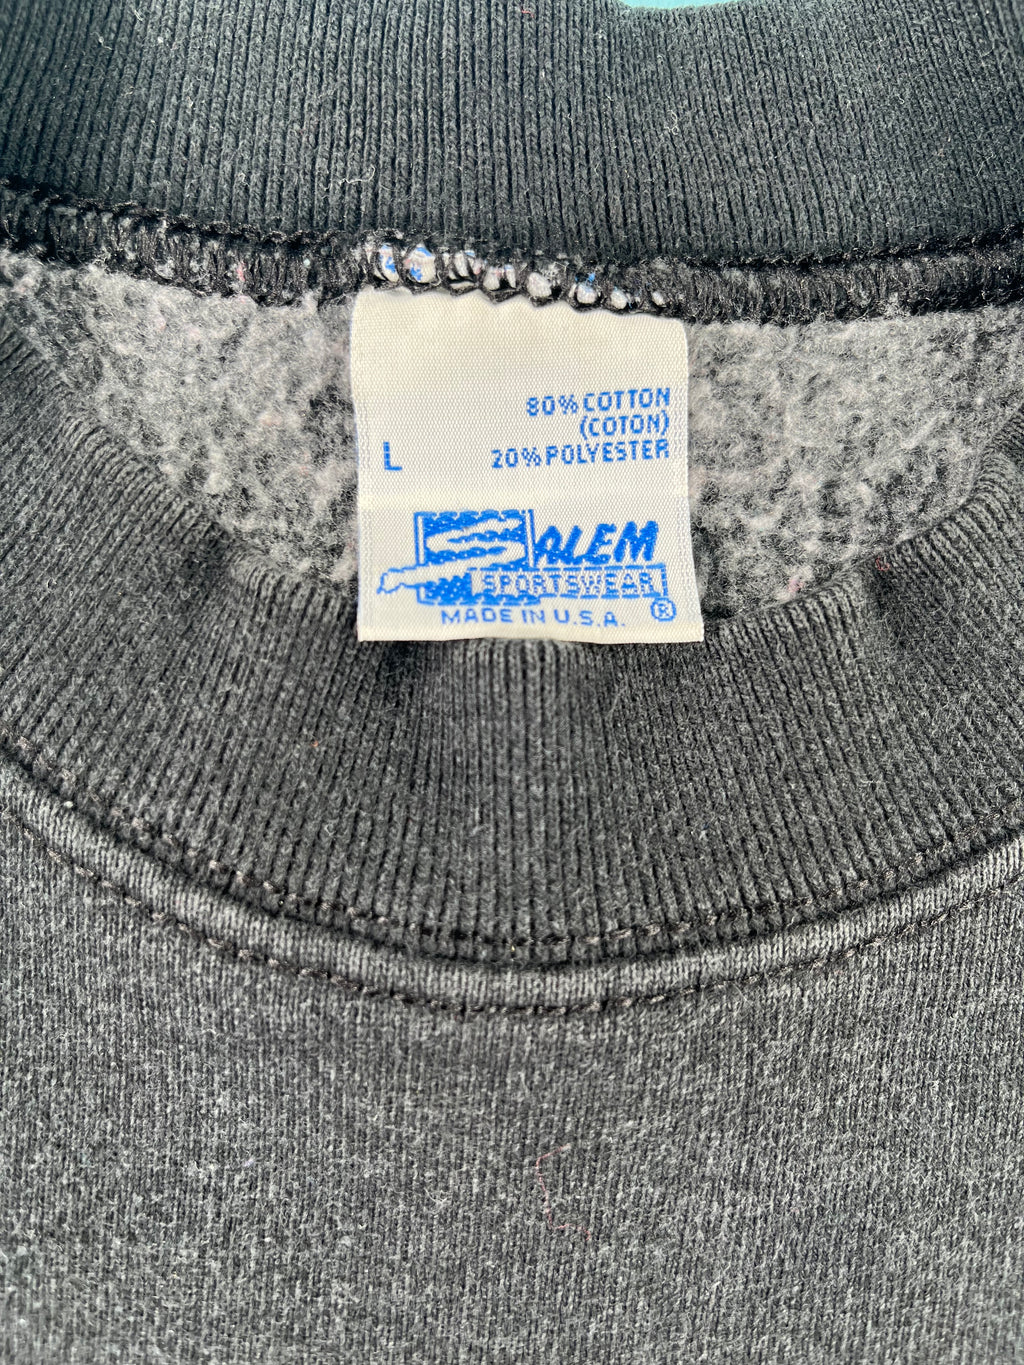 80% COTTON
(COTON)
L 20% POLYESTER
SALEM
SPORTSWEAR
MADE IN U.S.A. ®